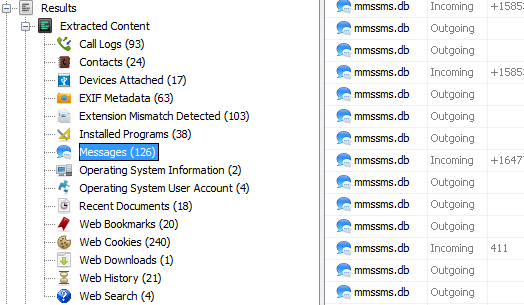 Results
Extracted Content
Call Logs (93)
Contacts (24)
Devices Attached (17)
EXIF Metadata (63)
Extension Mismatch Detected (103)
Installed Programs (38)
Messages (126)
Operating System Information (2)
Operating System User Account (4)
Recent Documents (18)
Web Bookmarks (20)
Web Cookies (240)
Web Downloads (1)
Web History (21)
Web Search (4)
mmssms.db Incoming +1585
mmssms.db Outgoing
mmssms.db Outgoing
mmssms.db Incoming +1585
mmssms.db Outgoing
mmssms.db Outgoing
mmssms.db Outgoing
mmssms.db Incoming +1647
mmssms.db Outgoing
mmssms.db Outgoing
mmssms.db Outgoing
mmssms.db Incoming 411
mmssms.db Outgoing
mmssms.db Outgoing